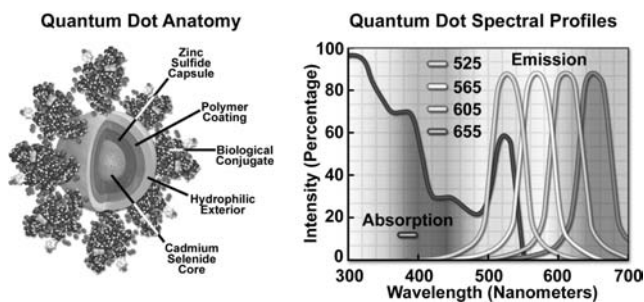 Quantum Dot Anatomy
Zinc
Sulfide
Capsule
Polymer
Coating
Biological
Conjugate
Hydrophilic
Exterior
Cadmium
Selenide
Core
Quantum Dot Spectral Profiles
Intensity (Percentage)
100
80
60
40
20
0
525
565
605
655
Emission
Absorption
300
400
500
600
700
Wavelength (Nanometers)